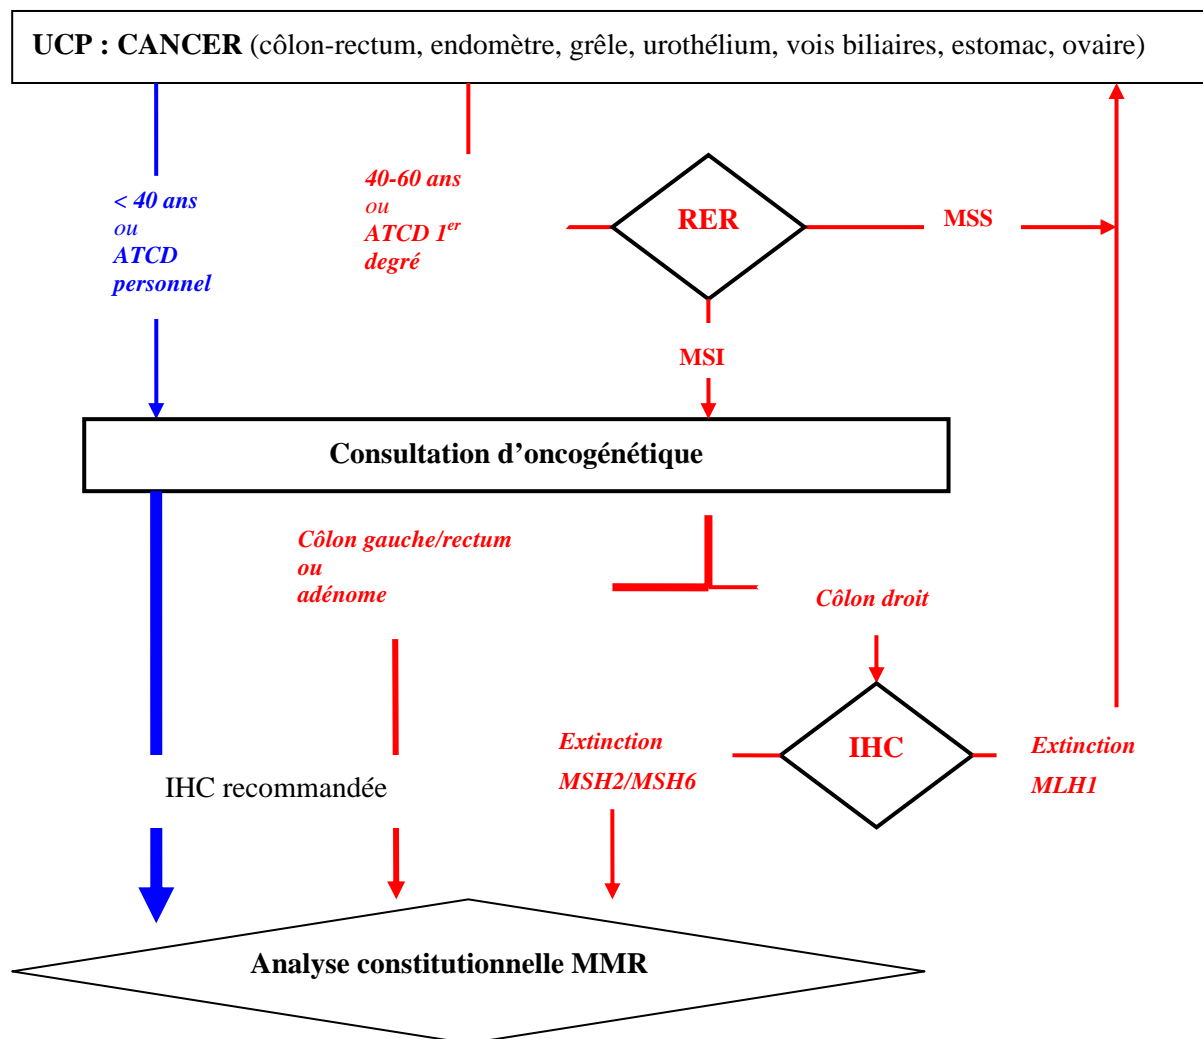 UCP : CANCER (côlon-rectum, endomètre, grêle, urothélium, vois biliaires, estomac, ovaire)
< 40 ans
ou
ATCD
personnel
40-60 ans
ou
ATCD 1er
degré
RER
MSS
MSI
Consultation d’oncogénétique
Côlon gauche/rectum
ou
adénome
Côlon droit
Extinction
MSH2/MSH6
IHC
Extinction
MLH1
IHC recommandée
Analyse constitutionnelle MMR